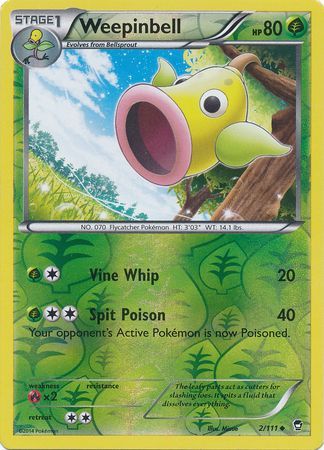 STAGE1 Weepinbell HP 80
Evolves from Bellsprout
NO. 070 Flycatcher Pokémon HT: 3'03" WT: 14.1 lbs.
Vine Whip 20
Spit Poison 40
Your opponent's Active Pokémon is now Poisoned.
weakness resistance
×2
retreat
The leafy parts act as cutters for
slashing foes. It spits a fluid that
dissolves everything.
©2014 Pokémon
Illus. Midee 2/111